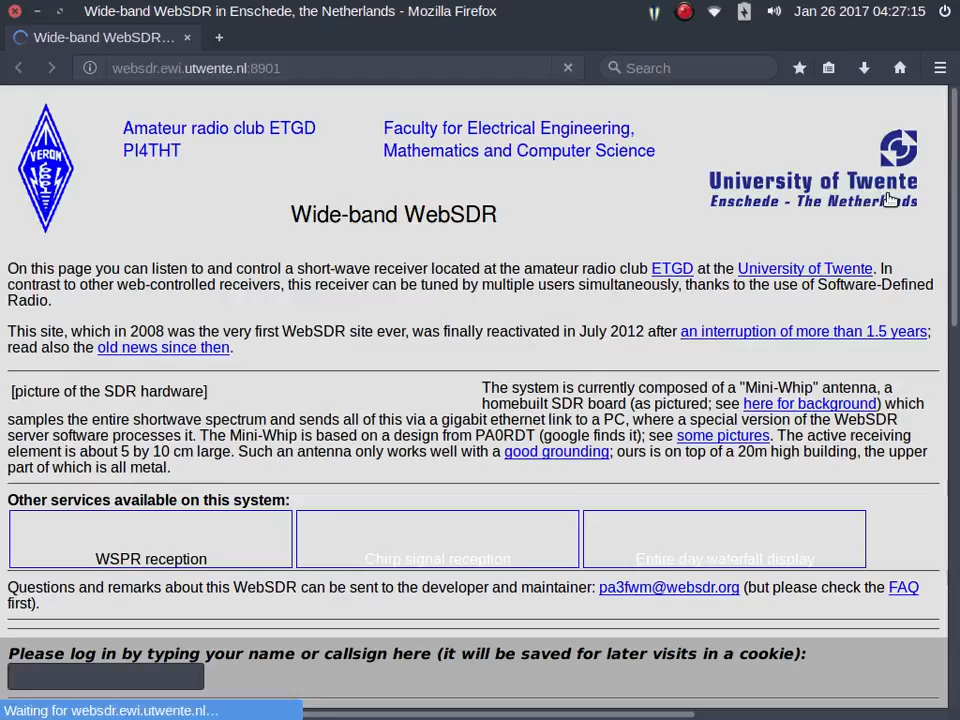 Wide-band WebSDR in Enschede, the Netherlands - Mozilla Firefox
Jan 26 2017 04:27:15
Wide-band WebSDR...
websdr.ewi.utwente.nl:8901
Search
VERON
Amateur radio club ETGD
PI4THT
Faculty for Electrical Engineering,
Mathematics and Computer Science
University of Twente
Enschede - The Netherlands
Wide-band WebSDR
On this page you can listen to and control a short-wave receiver located at the amateur radio club ETGD at the University of Twente. In
contrast to other web-controlled receivers, this receiver can be tuned by multiple users simultaneously, thanks to the use of Software-Defined
Radio.
This site, which in 2008 was the very first WebSDR site ever, was finally reactivated in July 2012 after an interruption of more than 1.5 years;
read also the old news since then.
[picture of the SDR hardware]
The system is currently composed of a "Mini-Whip" antenna, a
homebuilt SDR board (as pictured; see here for background) which
samples the entire shortwave spectrum and sends all of this via a gigabit ethernet link to a PC, where a special version of the WebSDR
server software processes it. The Mini-Whip is based on a design from PA0RDT (google finds it); see some pictures. The active receiving
element is about 5 by 10 cm large. Such an antenna only works well with a good grounding; ours is on top of a 20m high building, the upper
part of which is all metal.
Other services available on this system:
WSPR reception
Chirp signal reception
Entire day waterfall display
Questions and remarks about this WebSDR can be sent to the developer and maintainer: pa3fwm@websdr.org (but please check the FAQ
first).
Please log in by typing your name or callsign here (it will be saved for later visits in a cookie):
Waiting for websdr.ewi.utwente.nl...